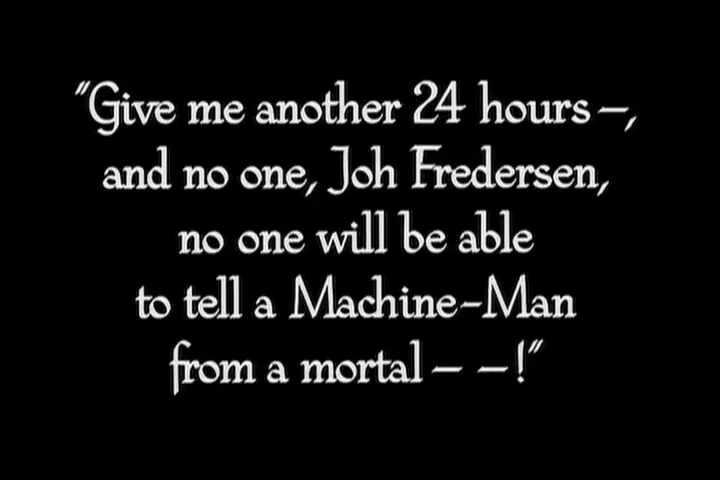 "Give me another 24 hours –,
and no one, Joh Fredersen,
no one will be able
to tell a Machine-Man
from a mortal – – !"